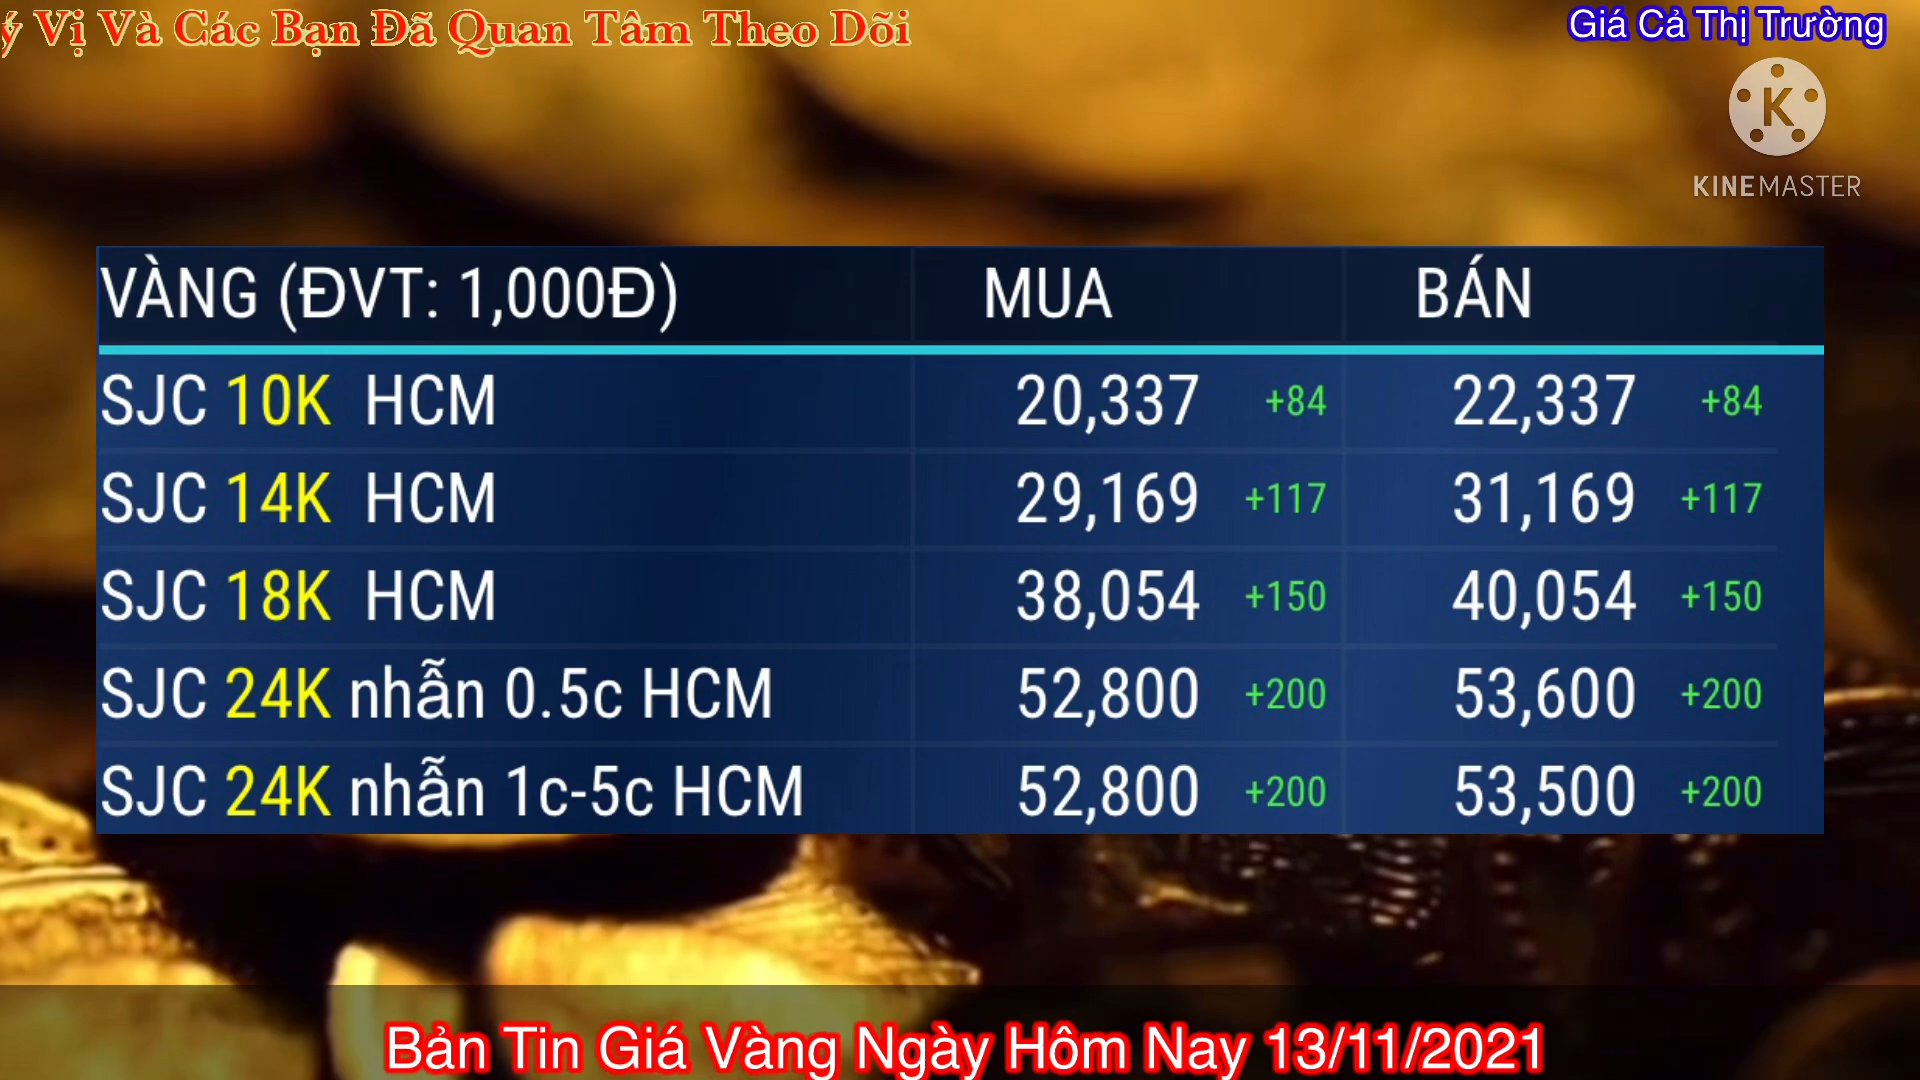 Vị Và Các Bạn Đã Quan Tâm Theo Dõi
Giá Cả Thị Trường
K
KINEMASTER
VÀNG (ĐVT: 1,000Đ) MUA BÁN
SJC 10K HCM 20,337 +84 22,337 +84
SJC 14K HCM 29,169 +117 31,169 +117
SJC 18K HCM 38,054 +150 40,054 +150
SJC 24K nhẫn 0.5c HCM 52,800 +200 53,600 +200
SJC 24K nhẫn 1c-5c HCM 52,800 +200 53,500 +200
Bản Tin Giá Vàng Ngày Hôm Nay 13/11/2021